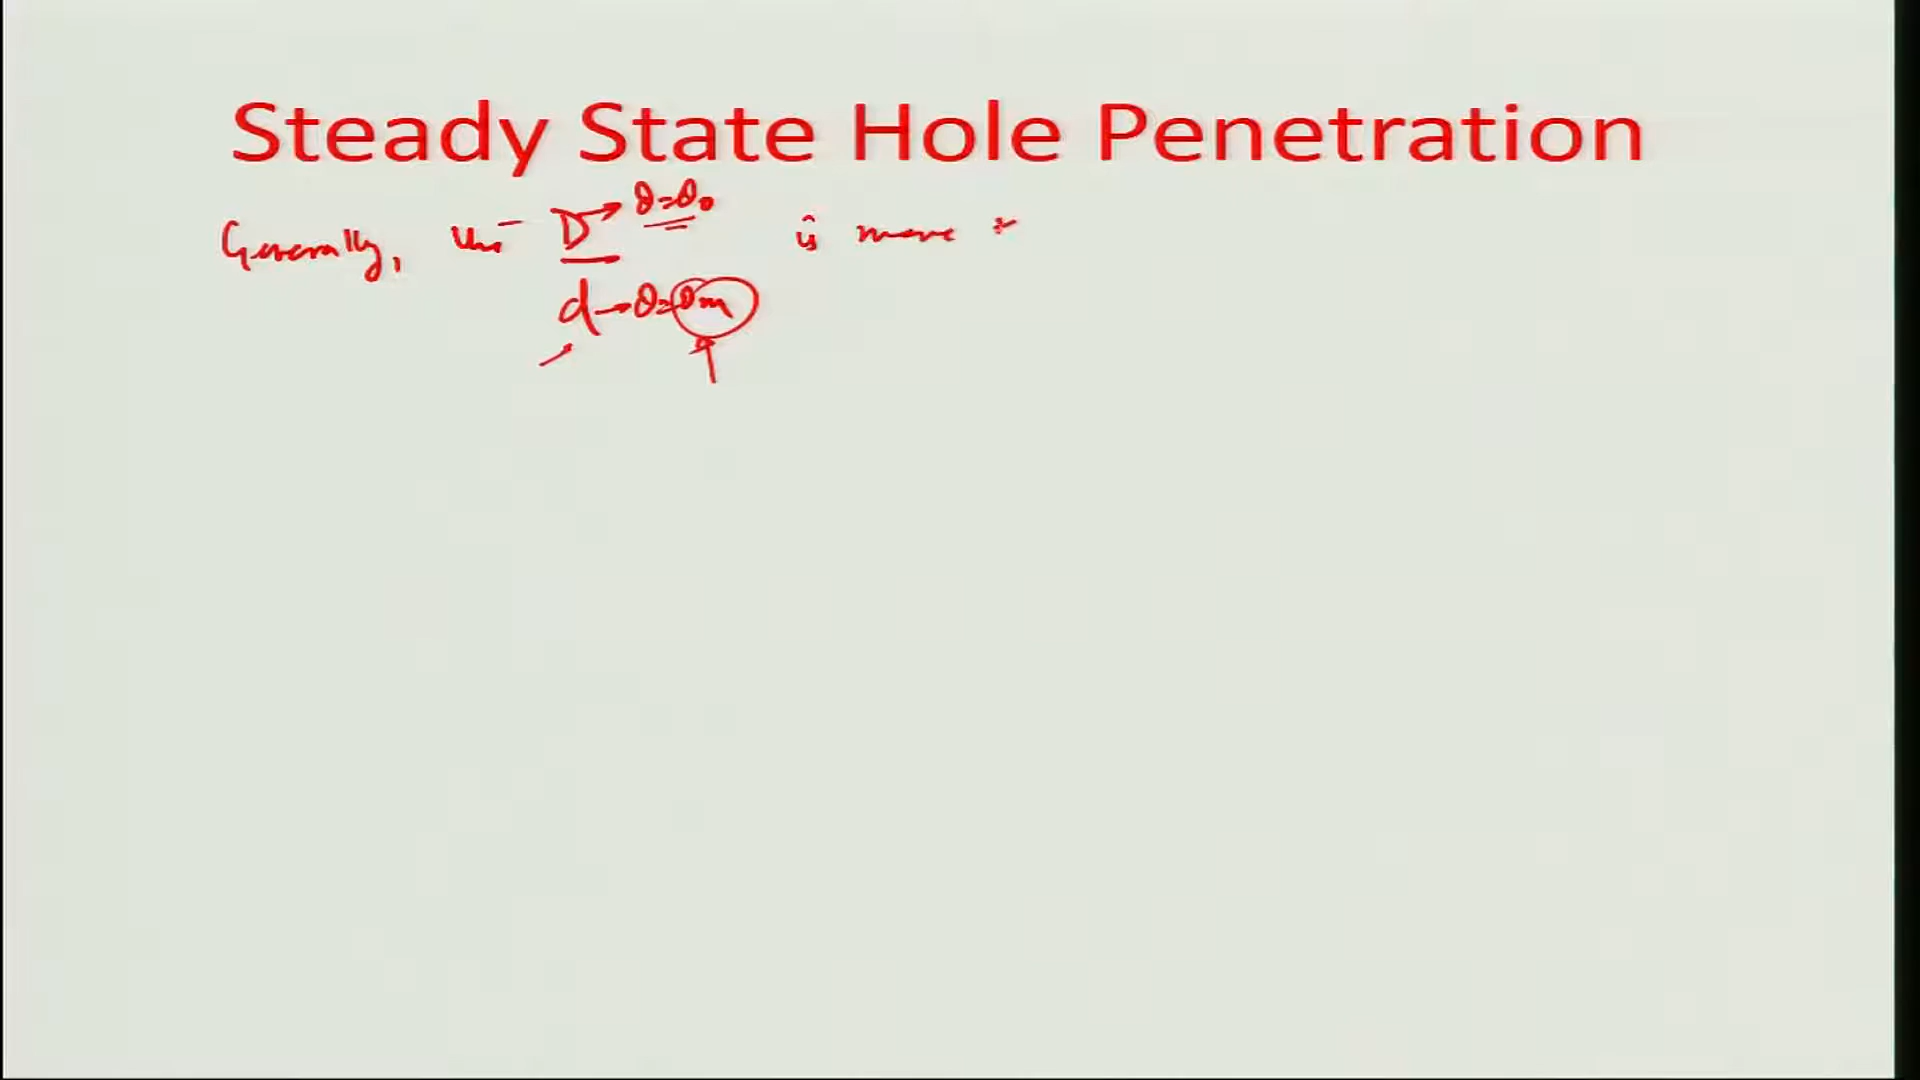 Steady State Hole Penetration
Generally, the D → θ=θ₀ is more
d → θ=θm